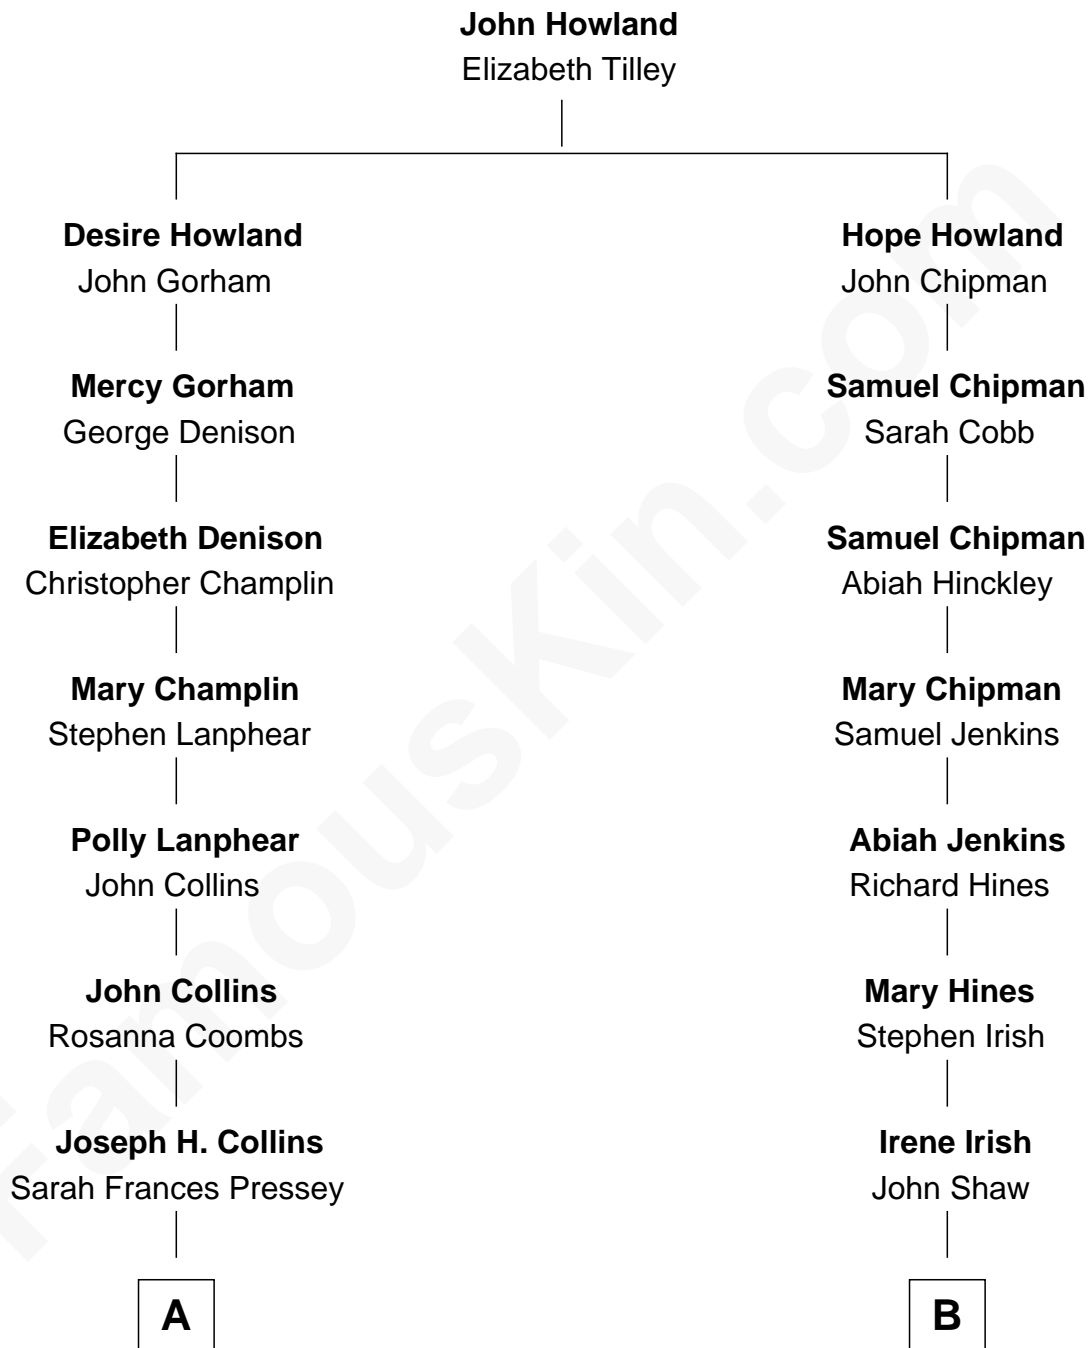 John Howland
Elizabeth Tilley
Desire Howland
John Gorham
Hope Howland
John Chipman
Mercy Gorham
George Denison
Samuel Chipman
Sarah Cobb
Elizabeth Denison
Christopher Champlin
Samuel Chipman
Abiah Hinckley
Mary Champlin
Stephen Lanphear
Mary Chipman
Samuel Jenkins
Polly Lanphear
John Collins
Abiah Jenkins
Richard Hines
John Collins
Rosanna Coombs
Mary Hines
Stephen Irish
Joseph H. Collins
Sarah Frances Pressey
Irene Irish
John Shaw
A
B
FamousKin.com